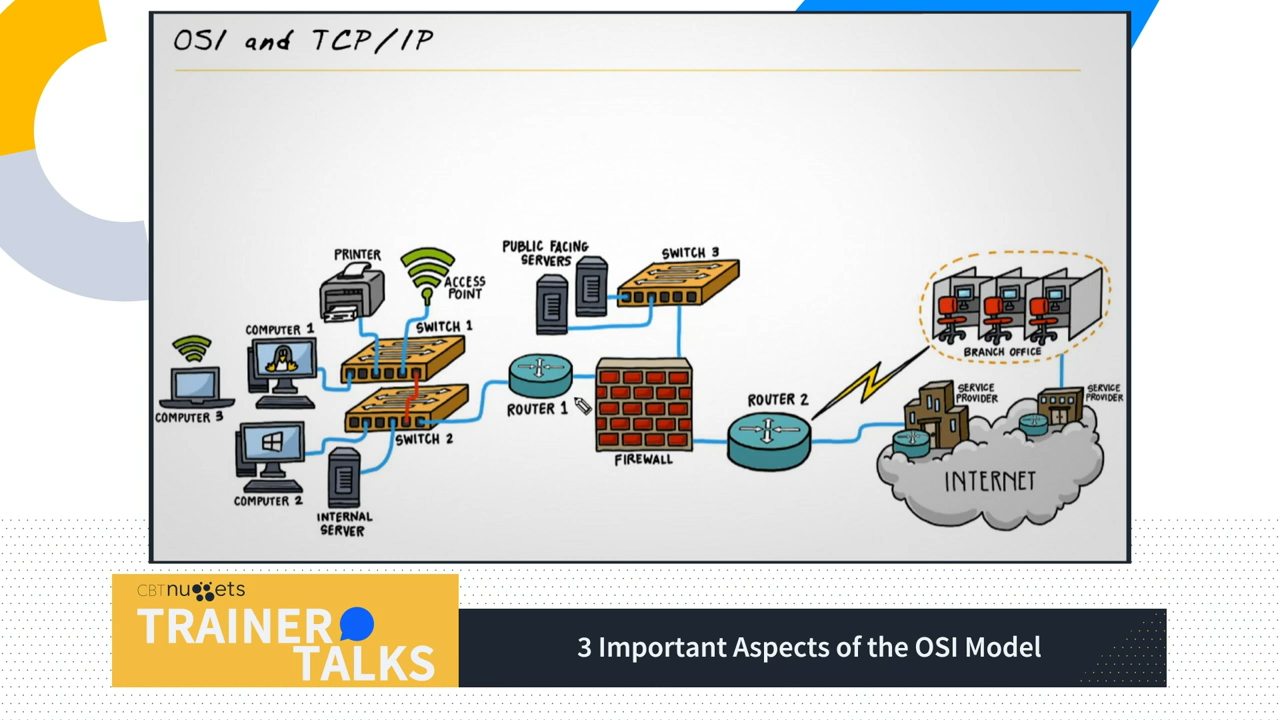 OSI and TCP/IP
PRINTER
ACCESS
POINT
COMPUTER 1
SWITCH 1
COMPUTER 3
SWITCH 2
COMPUTER 2
INTERNAL
SERVER
PUBLIC FACING
SERVERS
SWITCH 3
ROUTER 1
FIREWALL
ROUTER 2
BRANCH OFFICE
SERVICE
PROVIDER
SERVICE
PROVIDER
INTERNET
CBTnuggets
TRAINER
TALKS
3 Important Aspects of the OSI Model